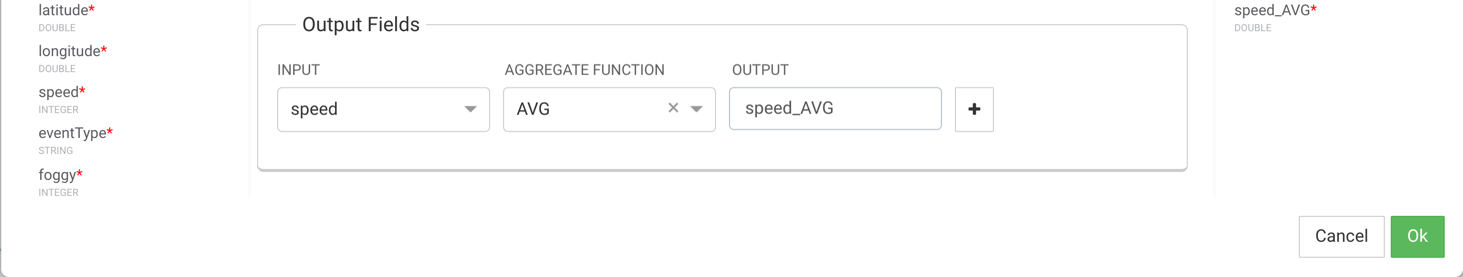 latitude*
DOUBLE
longitude*
DOUBLE
speed*
INTEGER
eventType*
STRING
foggy*
INTEGER
Output Fields
INPUT AGGREGATE FUNCTION OUTPUT
speed AVG × speed_AVG +
speed_AVG*
DOUBLE
Cancel Ok